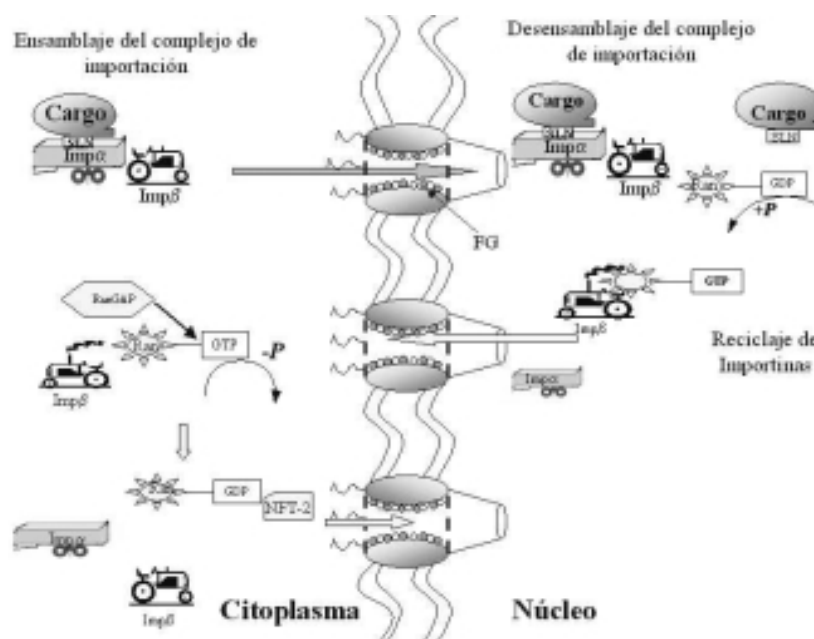 Ensamblaje del complejo de
importación
Desensamblaje del complejo
de importación
Cargo
SLN
Impα
Impβ
Cargo
SLN
Impα
Impβ
Cargo
SLN
Ran
GDP
+P
FG
RanGAP
Ran
GTP
-P
Impβ
GTP
Impβ
Impα
Reciclaje de
Importinas
Ran
GDP
NFT-2
Impα
Impβ
Citoplasma
Núcleo